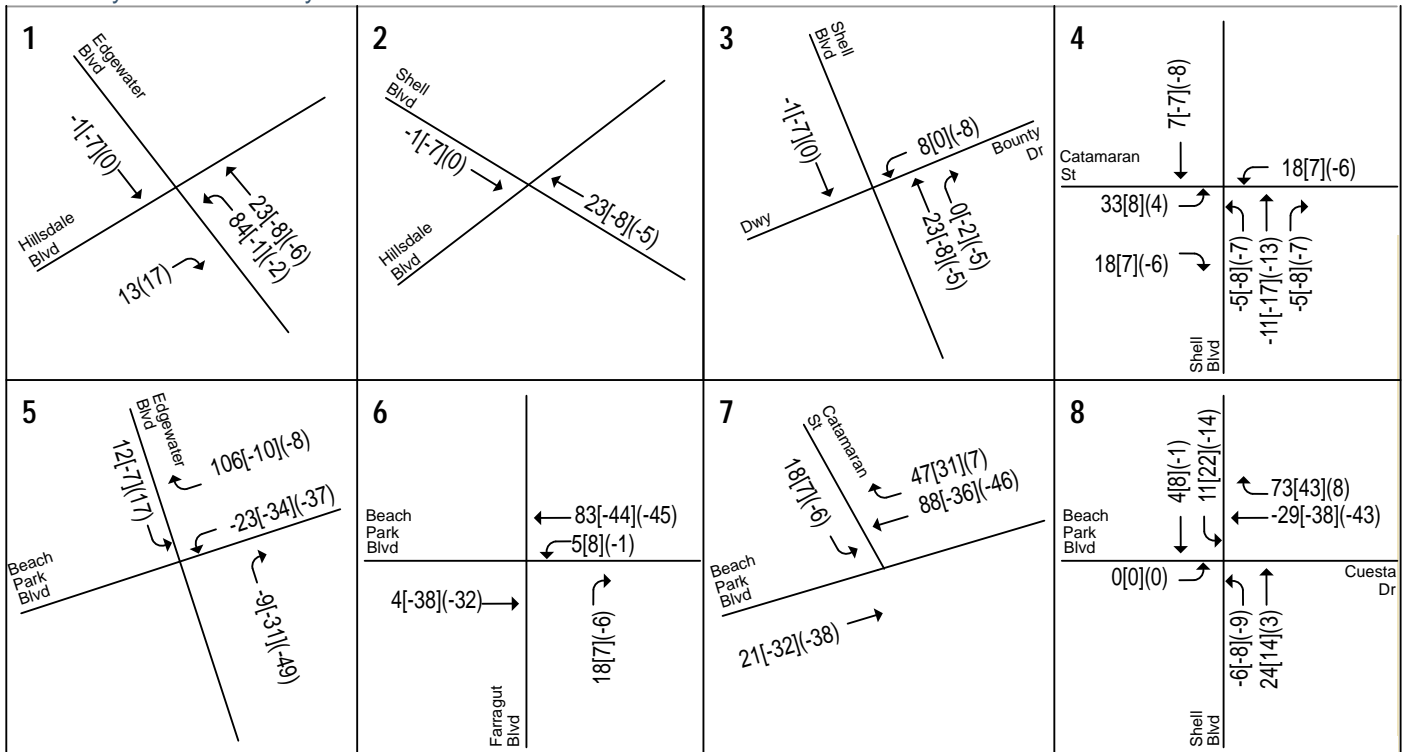 1
Edgewater
Blvd
-1[-7](0)
23[-8](-6)
84[-1](-2)
13(17)
Hillsdale
Blvd
2
Shell
Blvd
-1[-7](0)
23[-8](-5)
Hillsdale
Blvd
3
Shell
Blvd
-1[-7](0)
8[0](-8)
Bounty
Dr
0[-2](-5)
23[-8](-5)
Dwy
4
7[-7](-8)
Catamaran
St
18[7](-6)
33[8](4)
18[7](-6)
-5[-8](-7)
-11[-17](-13)
-5[-8](-7)
Shell
Blvd
5
Edgewater
Blvd
12[-7](17)
106[-10](-8)
-23[-34](-37)
Beach
Park
Blvd
-9[-31](-49)
6
Beach
Park
Blvd
83[-44](-45)
5[8](-1)
4[-38](-32)
18[7](-6)
Farragut
Blvd
7
Catamaran
St
18[7](-6)
47[31](7)
88[-36](-46)
Beach
Park
Blvd
21[-32](-38)
8
4[8](-1)
11[22](-14)
73[43](8)
-29[-38](-43)
Beach
Park
Blvd
0[0](0)
Cuesta
Dr
-6[-8](-9)
24[14](3)
Shell
Blvd